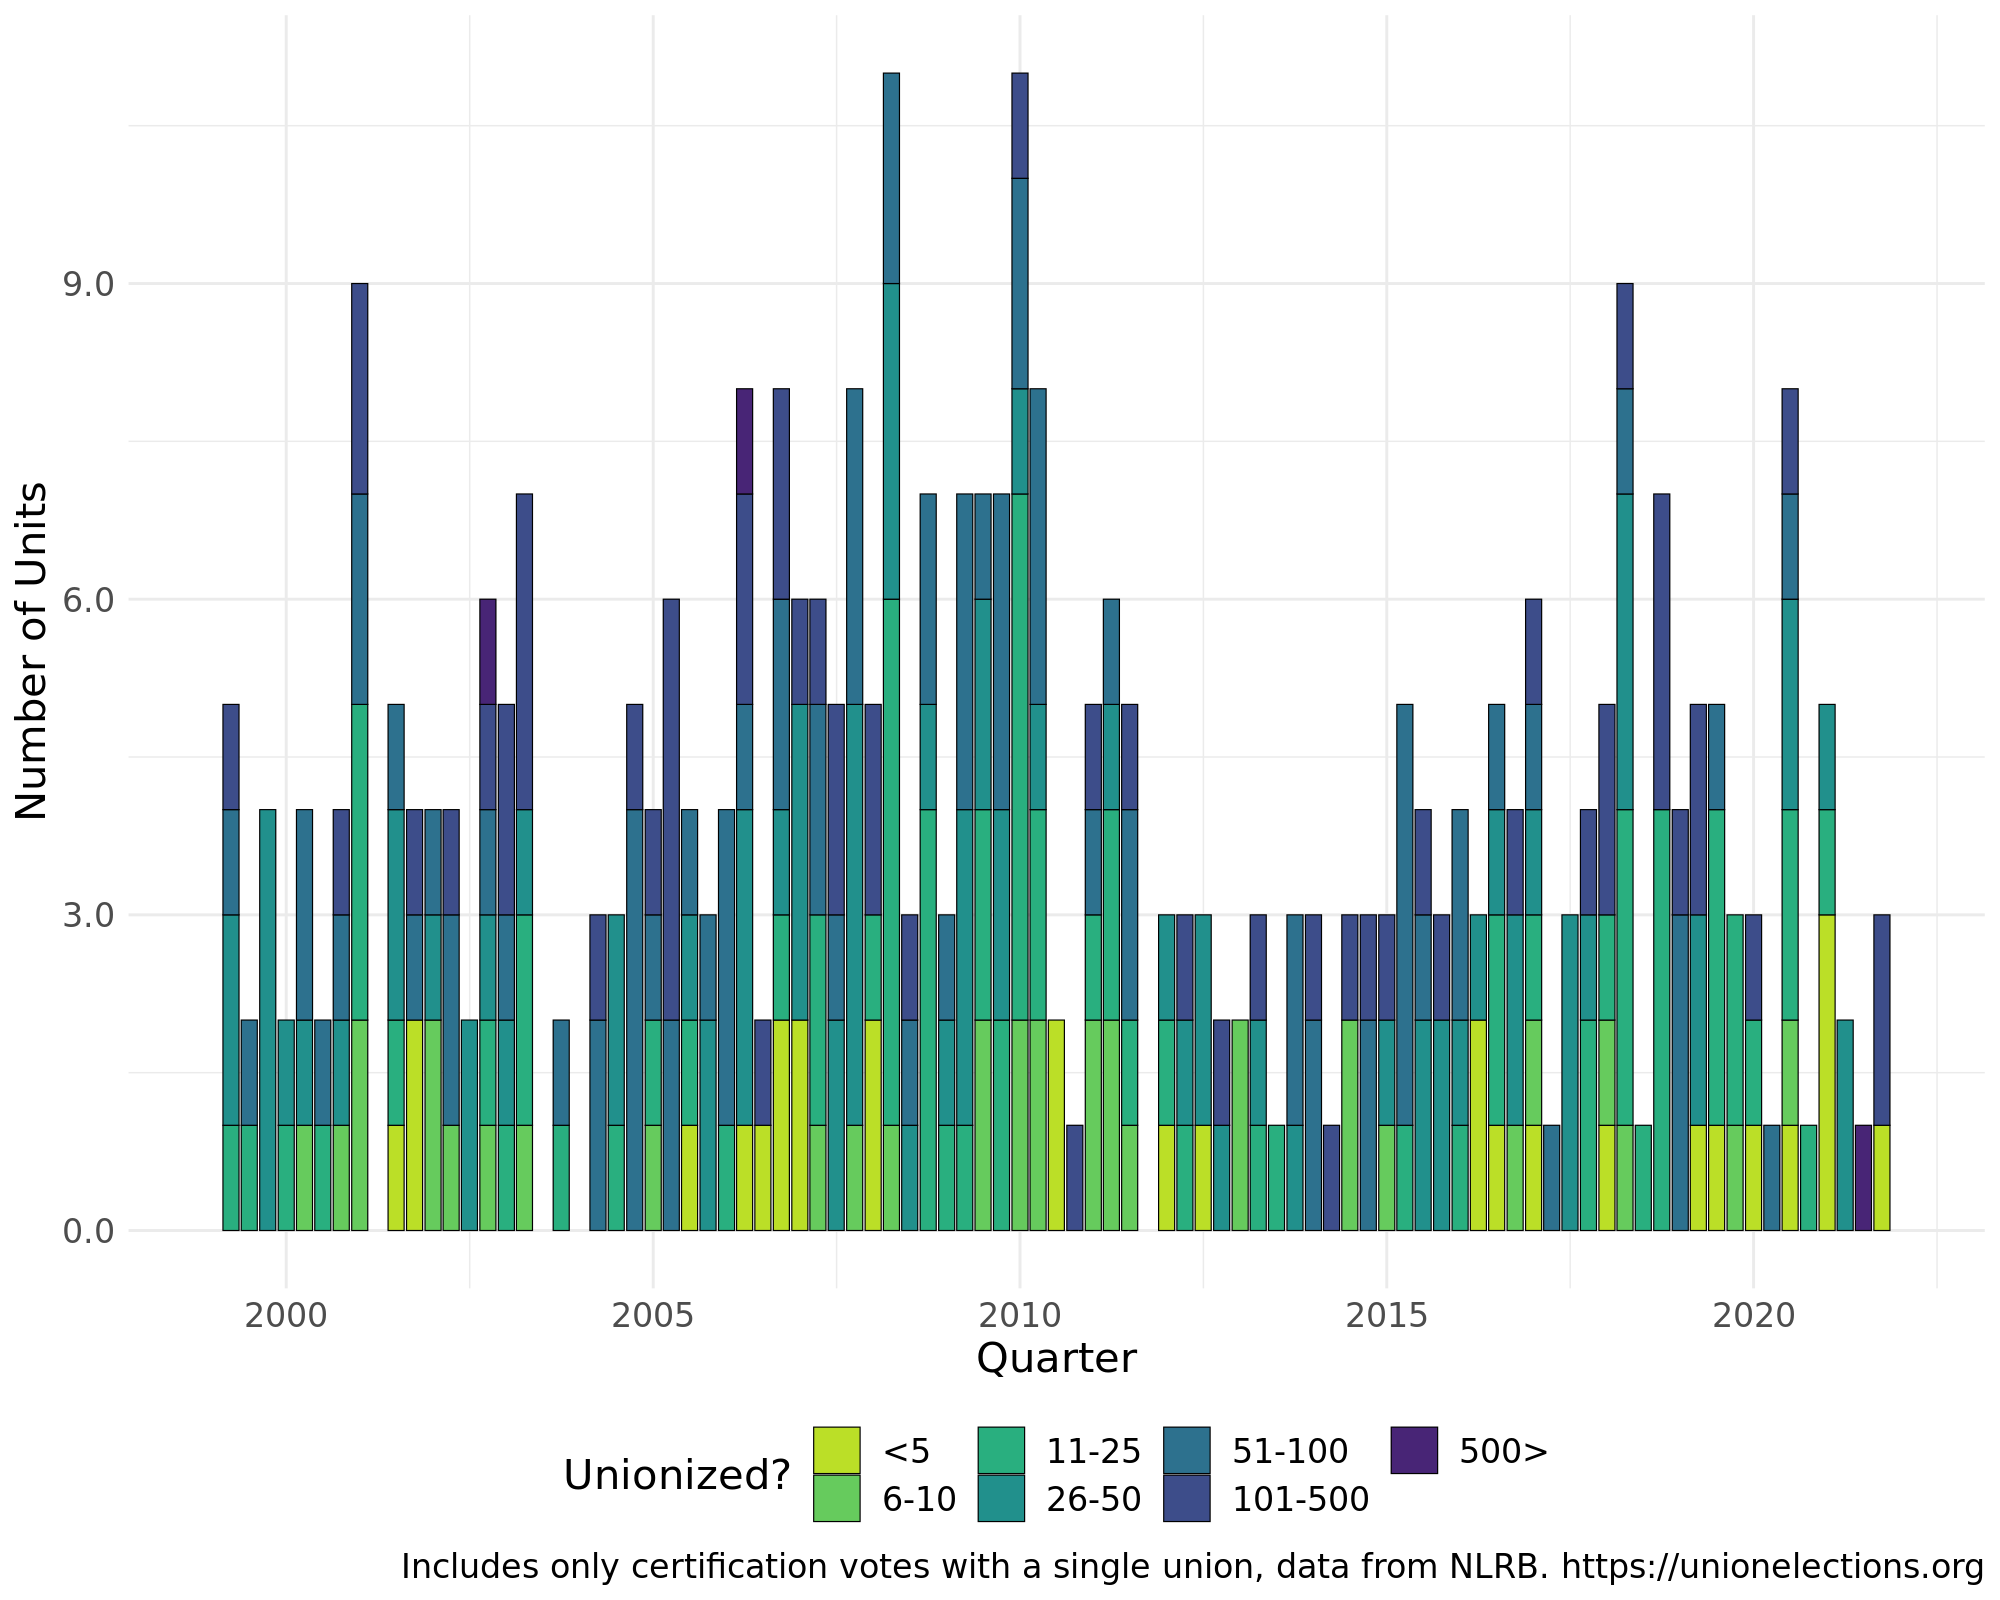 Number of Units
9.0
6.0
3.0
0.0
2000 2005 2010 2015 2020
Quarter
Unionized?
<5 11-25 51-100 500>
6-10 26-50 101-500
Includes only certification votes with a single union, data from NLRB. https://unionelections.org